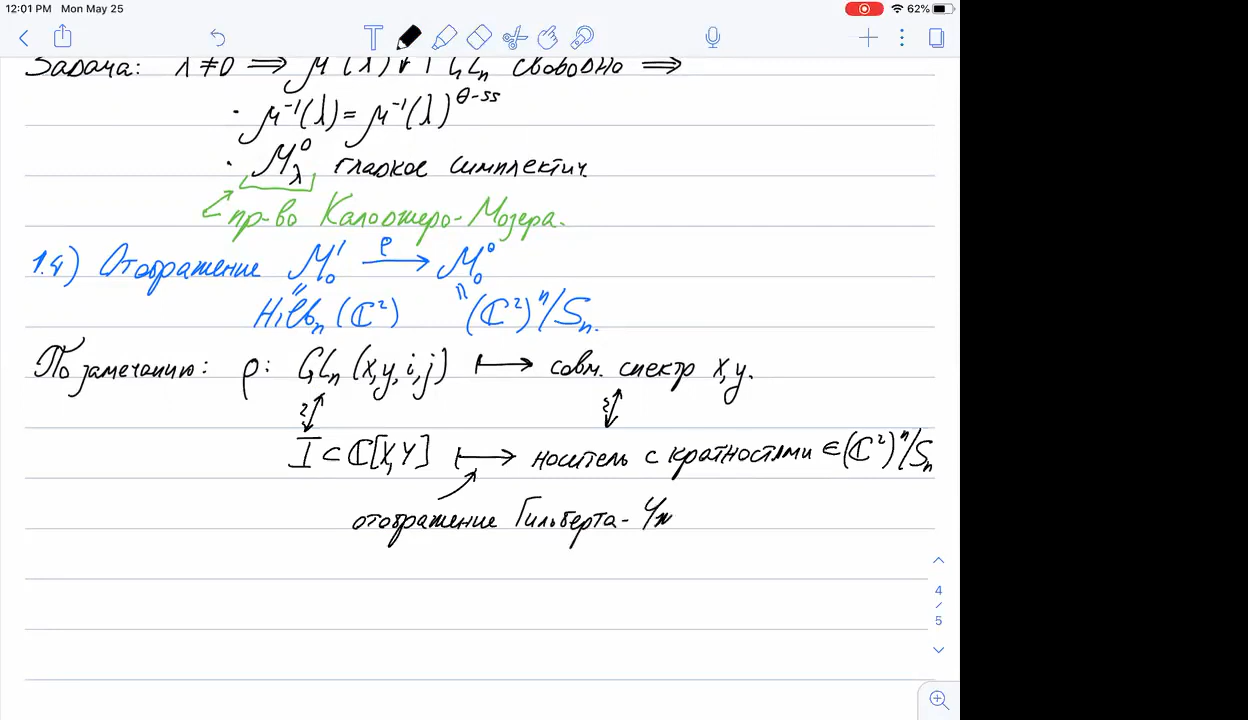 12:01 PM Mon May 25
62%
Задача: λ ≠ 0 ⟹ μ⁻¹(λ) ↶ GLₙ свободно ⟹
· μ⁻¹(λ) = μ⁻¹(λ)^θ-ss
· M⁰_λ гладкое симплектич.
пр-во Калоджеро-Мозера.
1.4) Отображение M¹₀ —ρ→ M⁰₀
" "
Hilbₙ(ℂ²) (ℂ²)ⁿ/Sₙ.
По замечанию: ρ: GLₙ(x,y,i,j) ⟼ совм. спектр x,y.
I ⊂ ℂ[X,Y] ⟼ носитель с кратностями ∈ (ℂ²)ⁿ/Sₙ
отображение Гильберта-
4
/
5